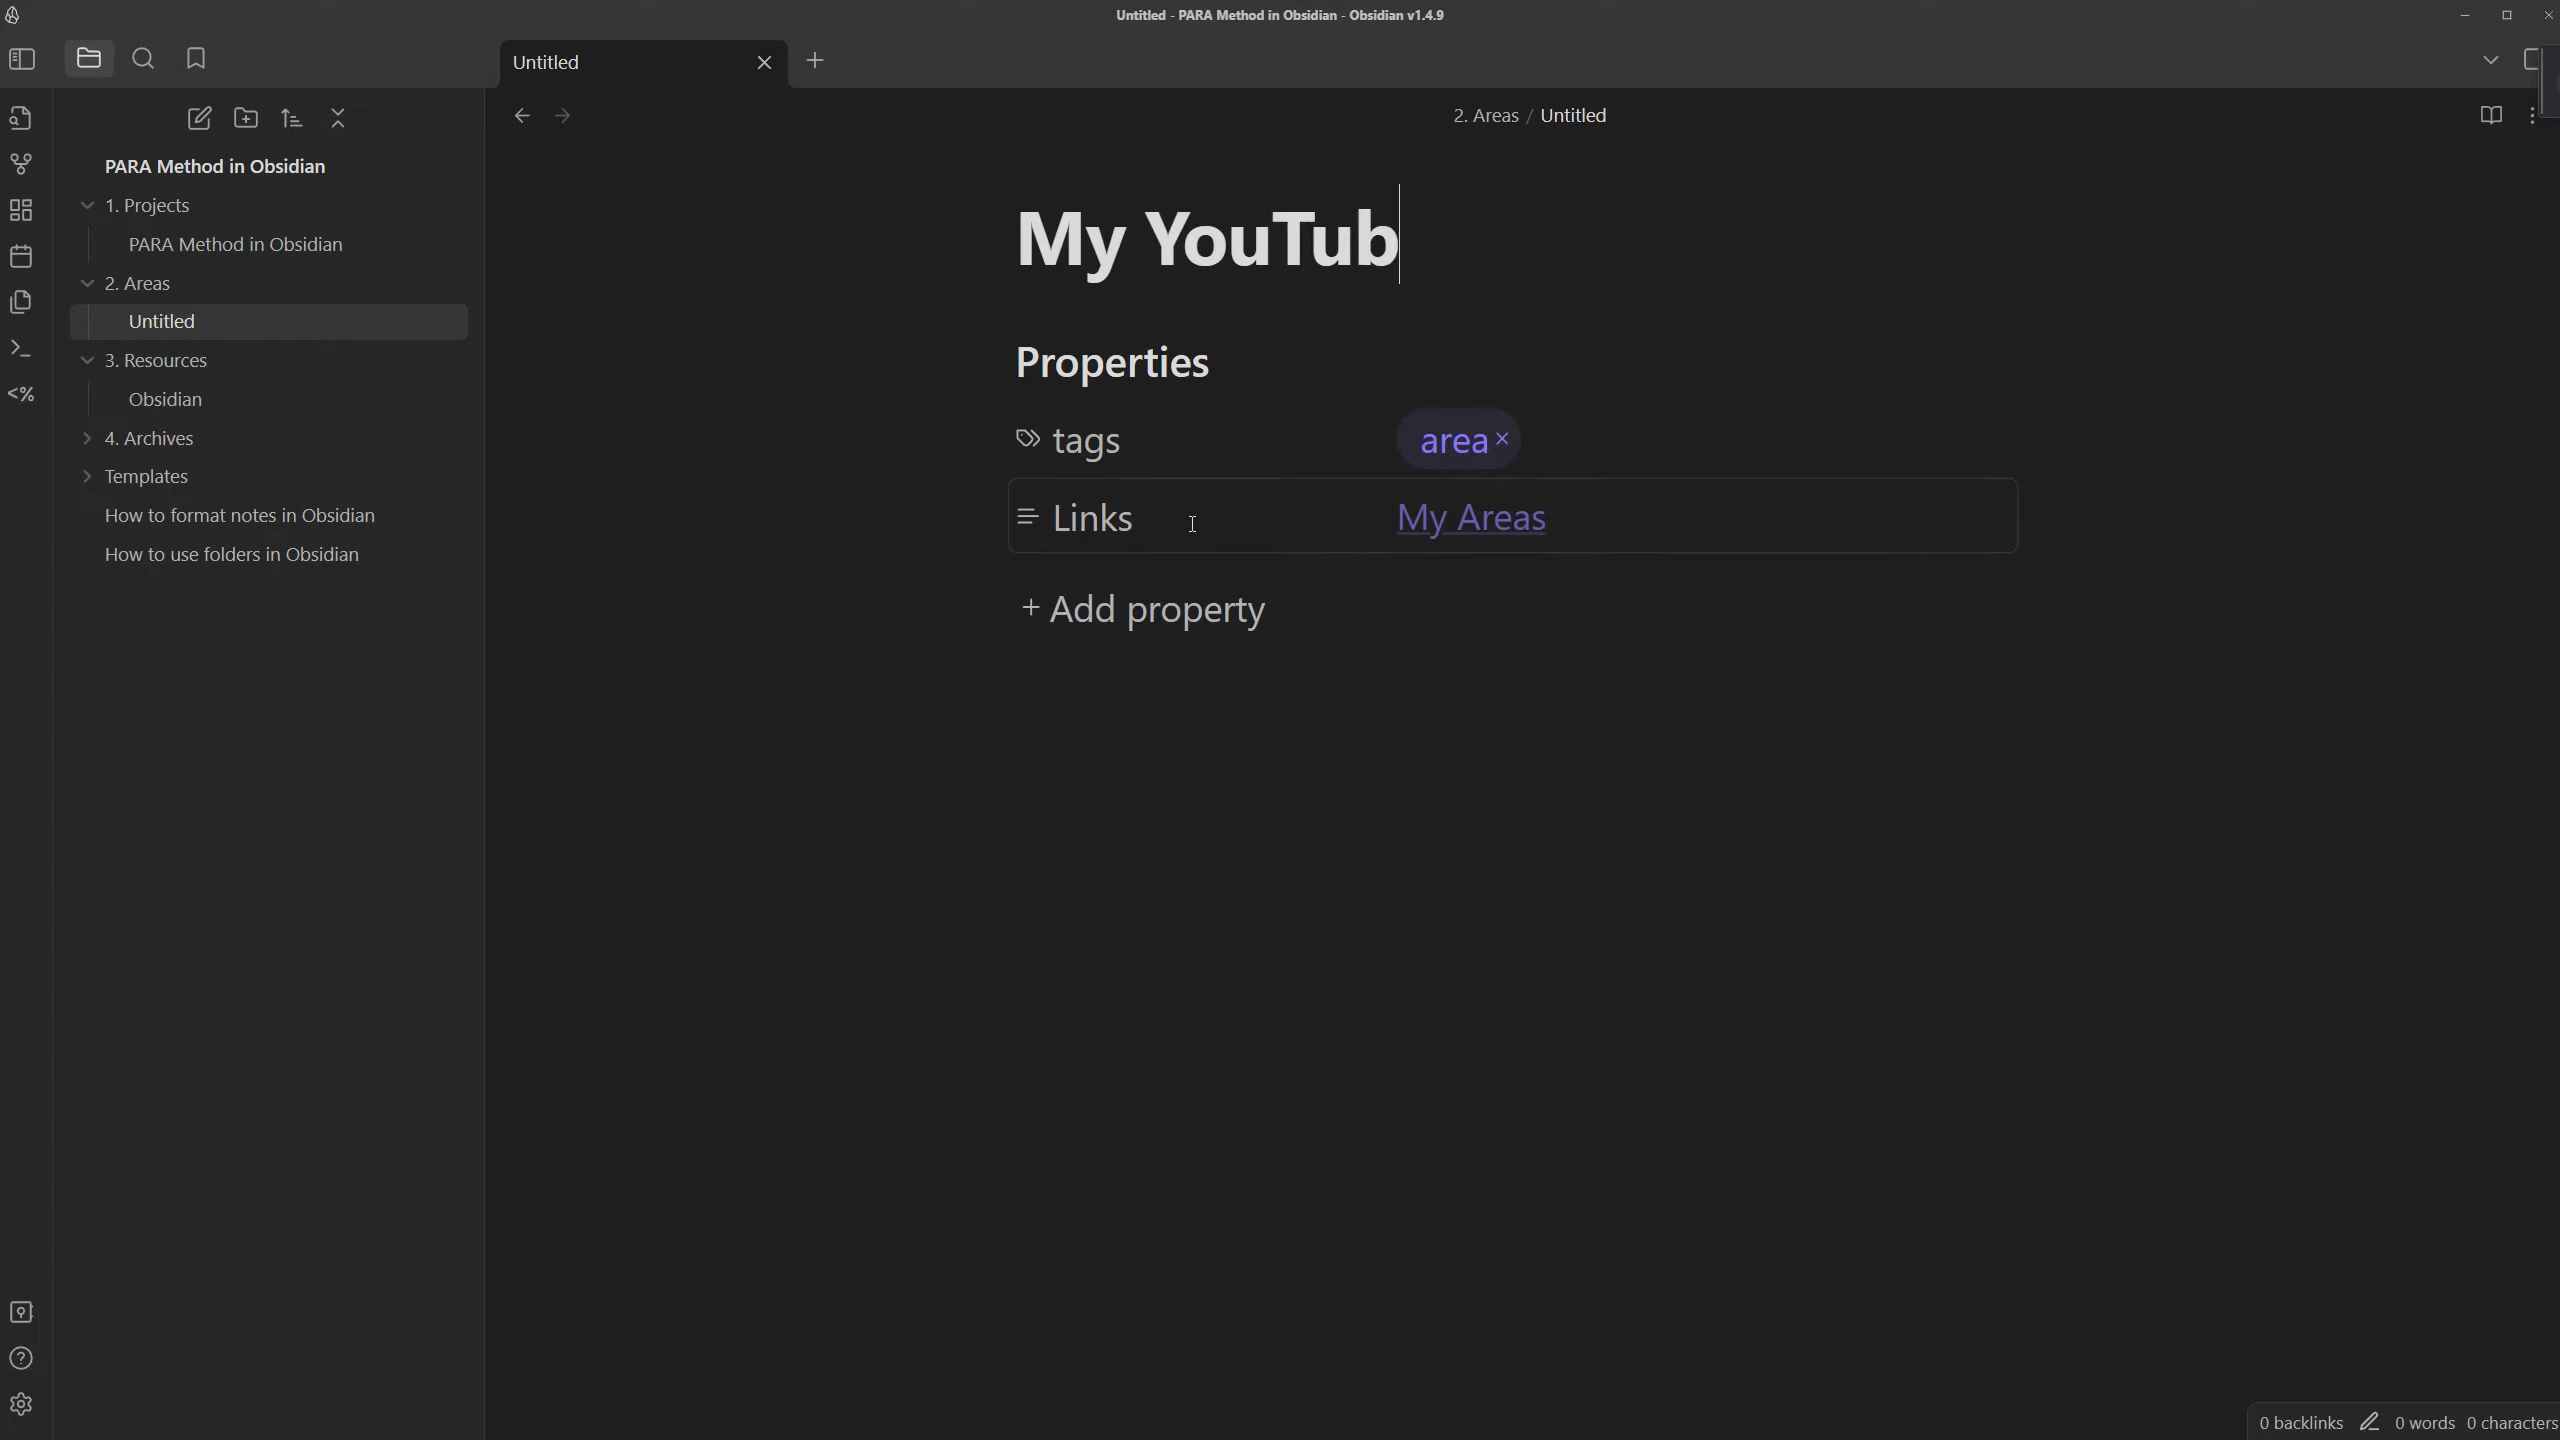 Untitled - PARA Method in Obsidian - Obsidian v1.4.9
Untitled
2. Areas / Untitled
PARA Method in Obsidian
1. Projects
PARA Method in Obsidian
2. Areas
Untitled
3. Resources
Obsidian
4. Archives
Templates
How to format notes in Obsidian
How to use folders in Obsidian
My YouTub
Properties
tags area
Links My Areas
+ Add property
0 backlinks 0 words 0 characters